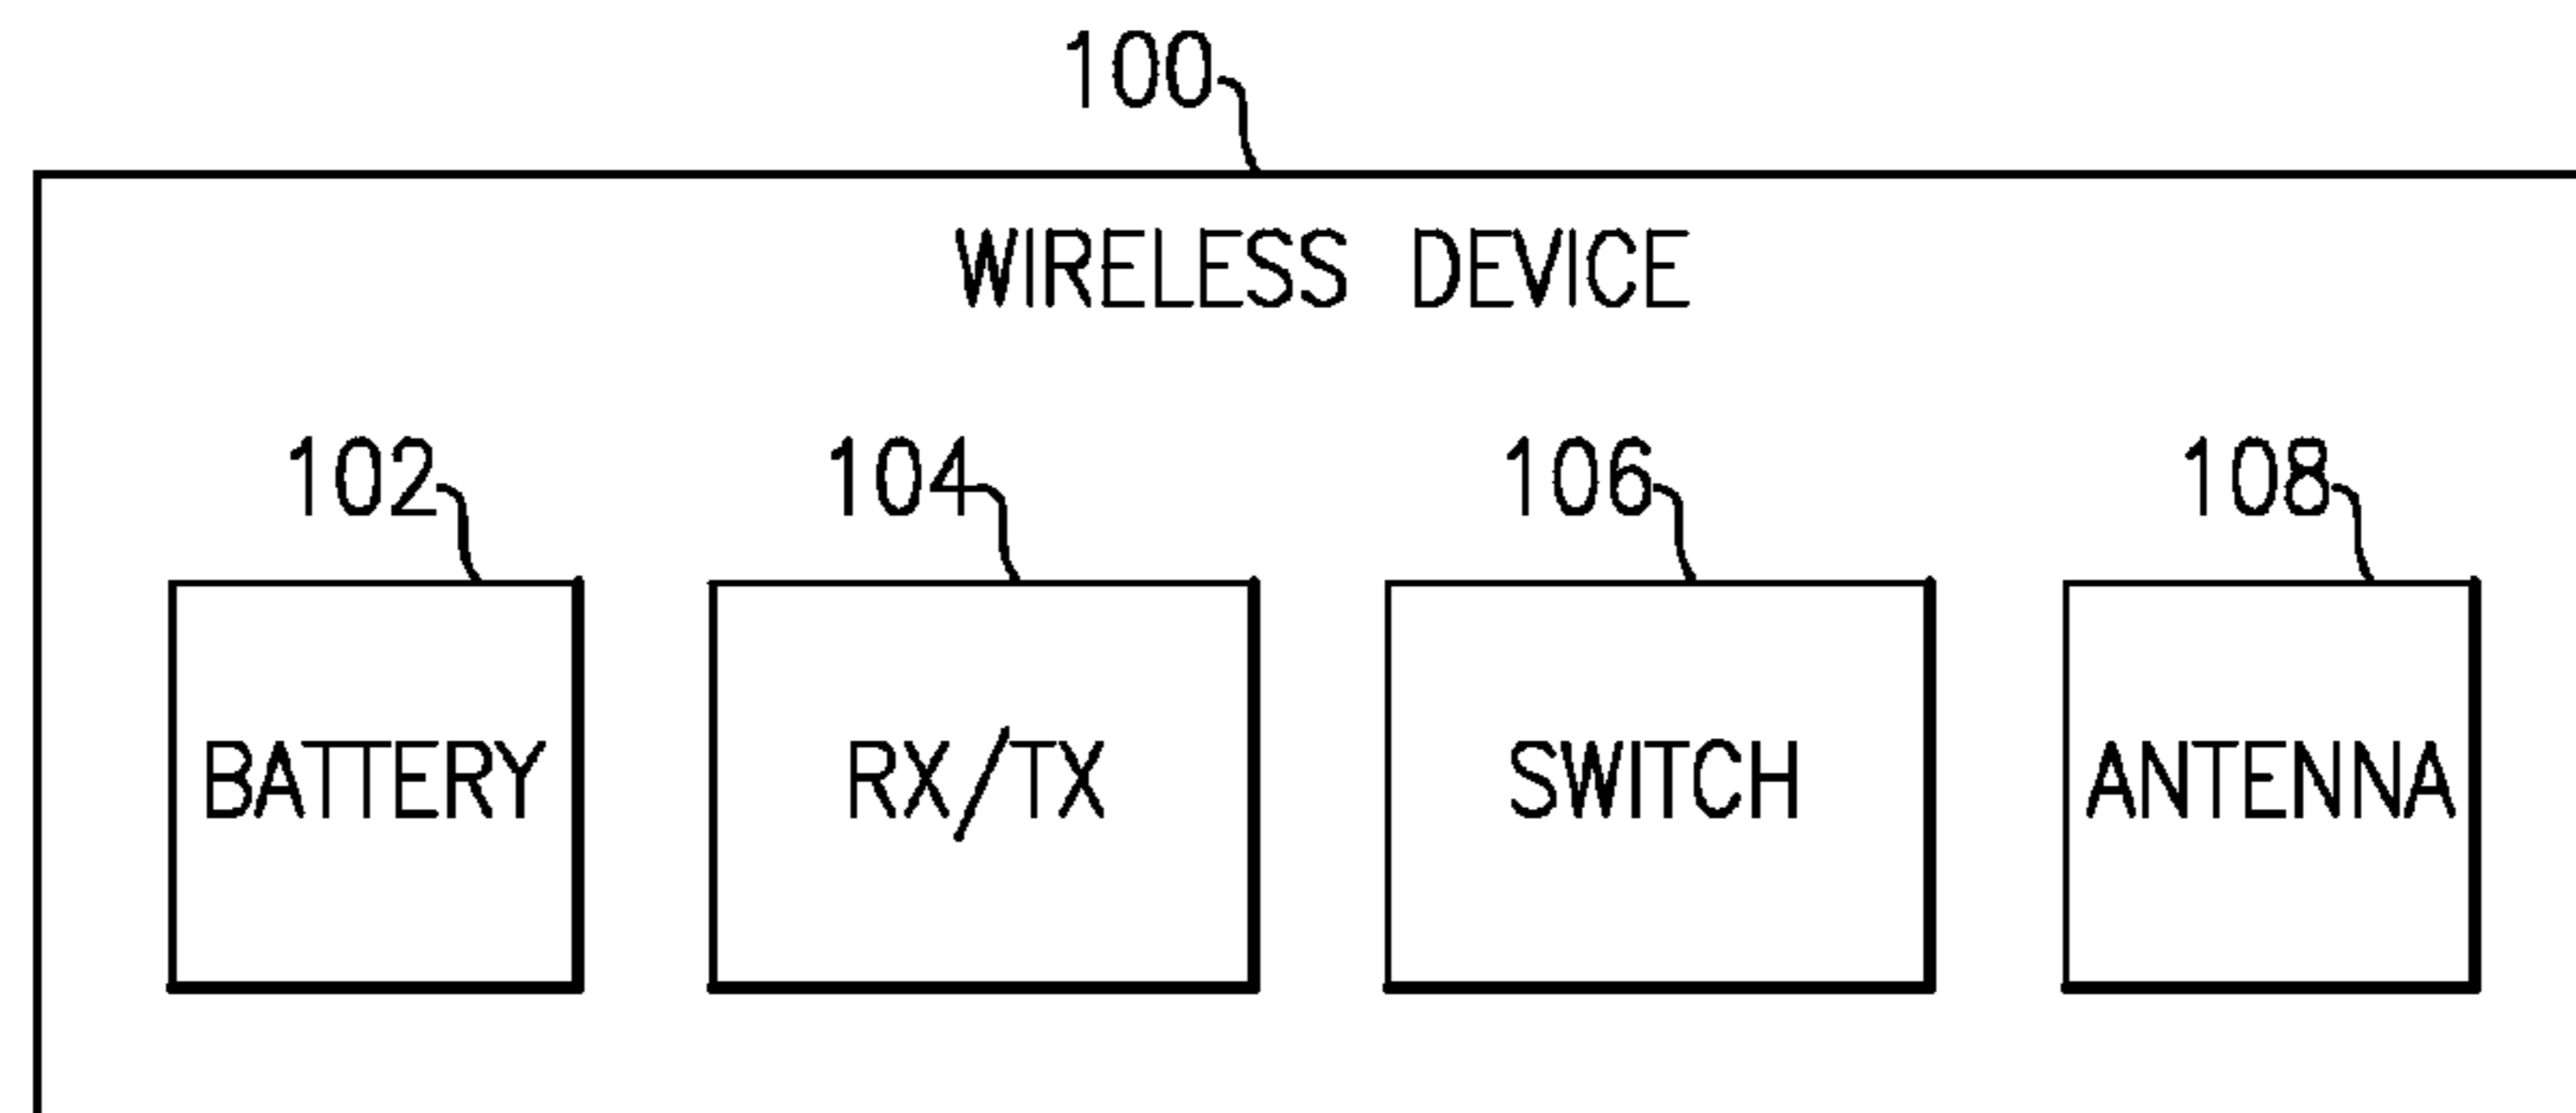 100
WIRELESS DEVICE
102 104 106 108
BATTERY RX/TX SWITCH ANTENNA